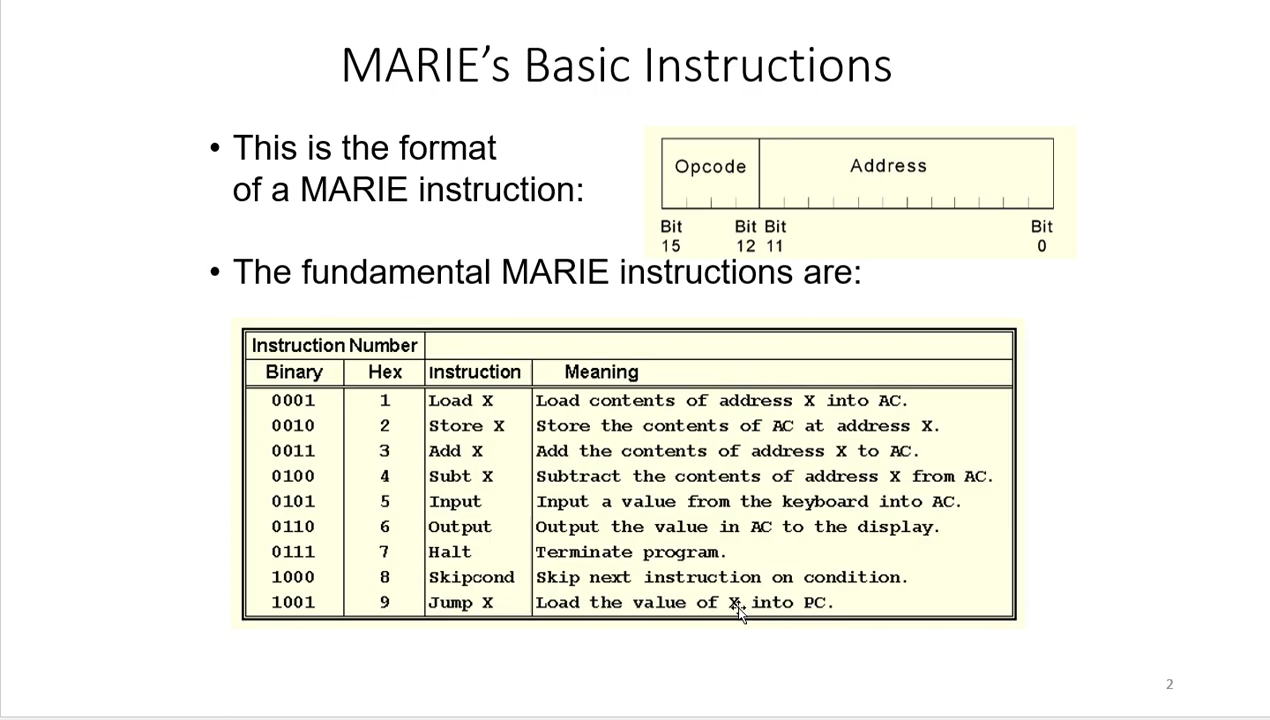 MARIE’s Basic Instructions
• This is the format
of a MARIE instruction:
Opcode Address
Bit Bit Bit Bit
15 12 11 0
• The fundamental MARIE instructions are:
Instruction Number
Binary Hex Instruction Meaning
0001 1 Load X Load contents of address X into AC.
0010 2 Store X Store the contents of AC at address X.
0011 3 Add X Add the contents of address X to AC.
0100 4 Subt X Subtract the contents of address X from AC.
0101 5 Input Input a value from the keyboard into AC.
0110 6 Output Output the value in AC to the display.
0111 7 Halt Terminate program.
1000 8 Skipcond Skip next instruction on condition.
1001 9 Jump X Load the value of X into PC.
2